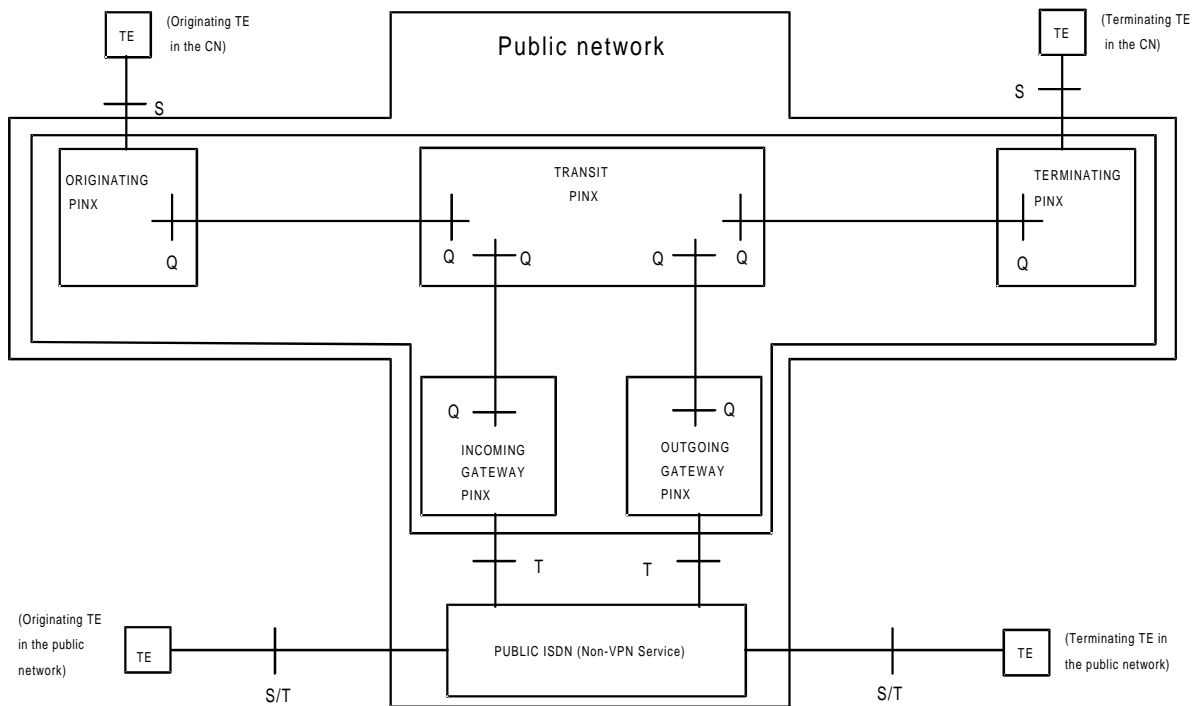 TE
(Originating TE
in the CN)
Public network
TE
(Terminating TE
in the CN)
S
S
ORIGINATING
PINX
TRANSIT
PINX
TERMINATING
PINX
Q
Q
Q
Q
Q
Q
Q
Q
INCOMING
GATEWAY
PINX
OUTGOING
GATEWAY
PINX
T
T
(Originating TE
in the public
network)
TE
PUBLIC ISDN (Non-VPN Service)
TE
(Terminating TE in
the public network)
S/T
S/T